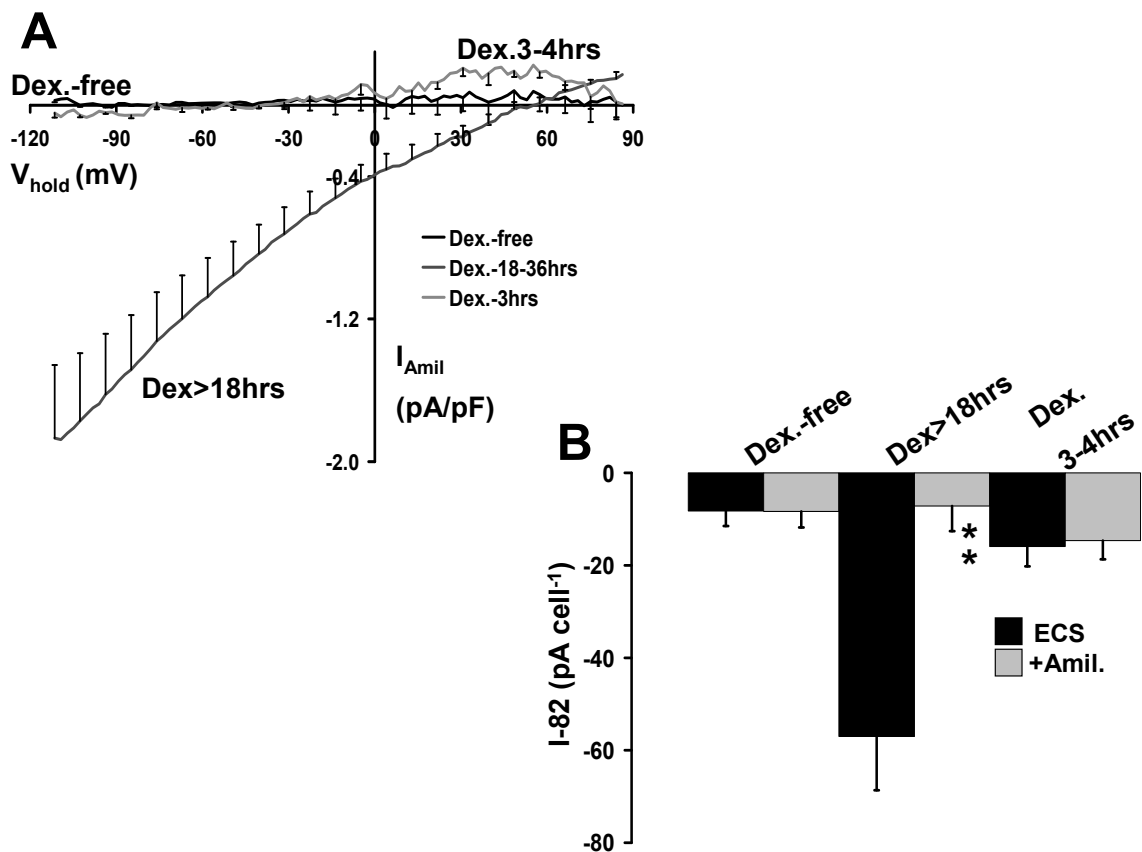 A
Dex.3-4hrs
Dex.-free
-120 -90 -60 -30 0 30 60 90
Vhold (mV)
-0.4
Dex.-free
Dex.-18-36hrs
Dex.-3hrs
-1.2
IAmil
(pA/pF)
Dex>18hrs
-2.0
B
Dex.-free
Dex>18hrs
Dex.
3-4hrs
0
-20
-40
-60
-80
I-82 (pA cell-1)
*
*
ECS
+Amil.